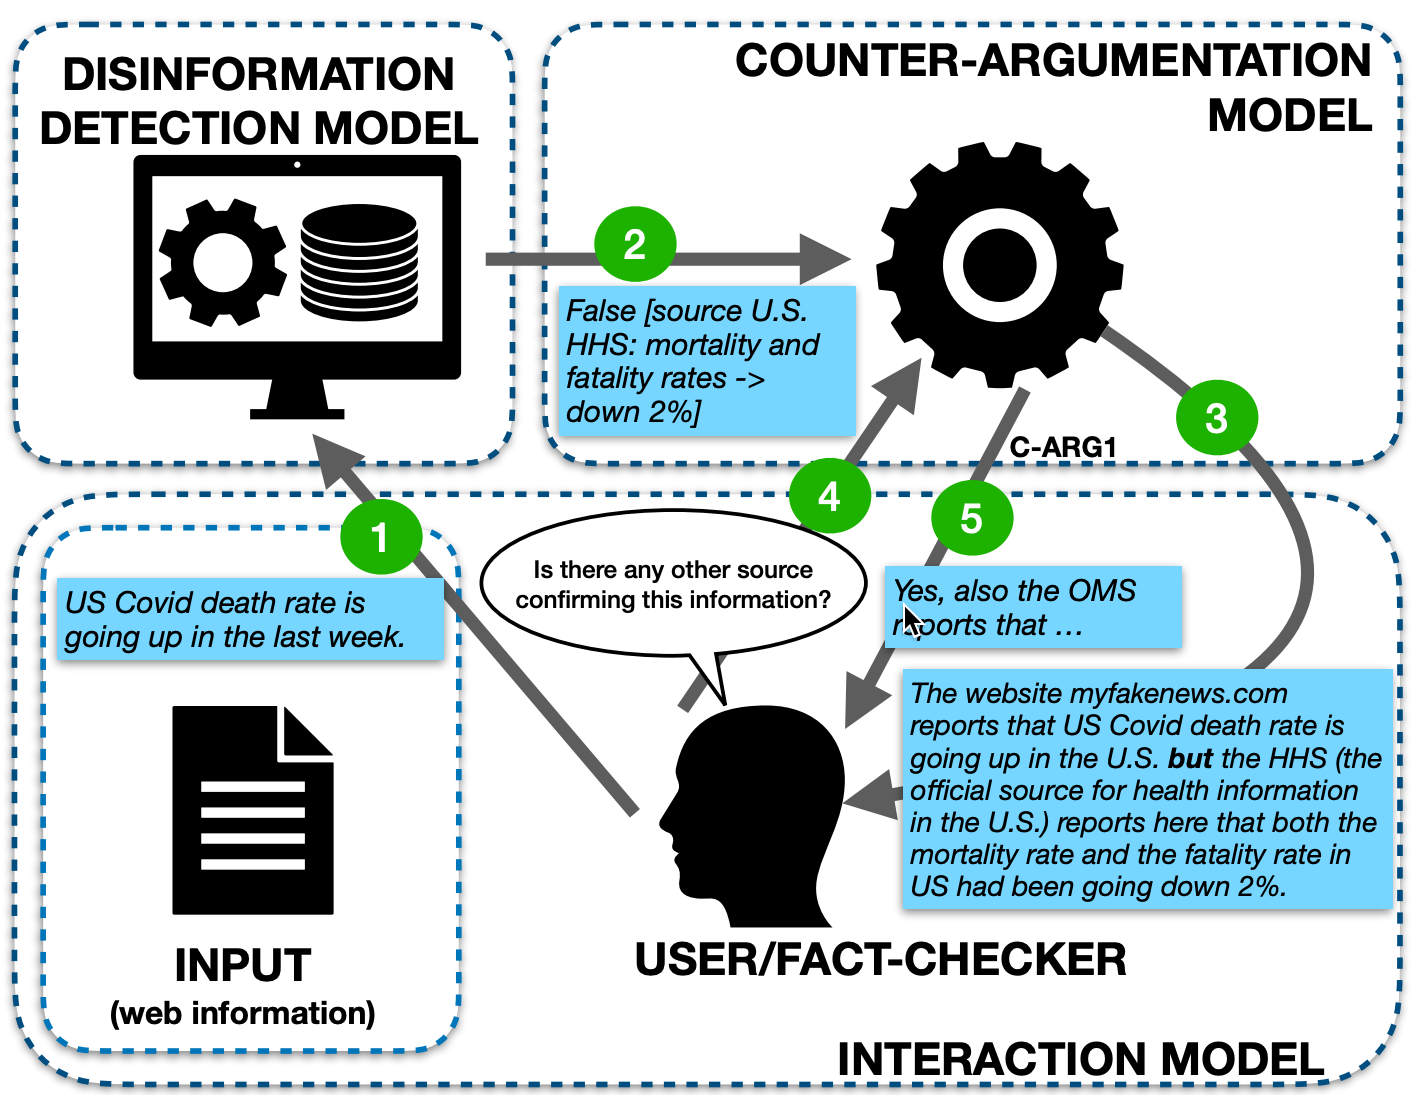 DISINFORMATION
DETECTION MODEL
COUNTER-ARGUMENTATION
MODEL
2
False [source U.S.
HHS: mortality and
fatality rates ->
down 2%]
3
C-ARG1
4
5
1
US Covid death rate is
going up in the last week.
Is there any other source
confirming this information?
Yes, also the OMS
reports that …
The website myfakenews.com
reports that US Covid death rate is
going up in the U.S. but the HHS (the
official source for health information
in the U.S.) reports here that both the
mortality rate and the fatality rate in
US had been going down 2%.
INPUT
(web information)
USER/FACT-CHECKER
INTERACTION MODEL